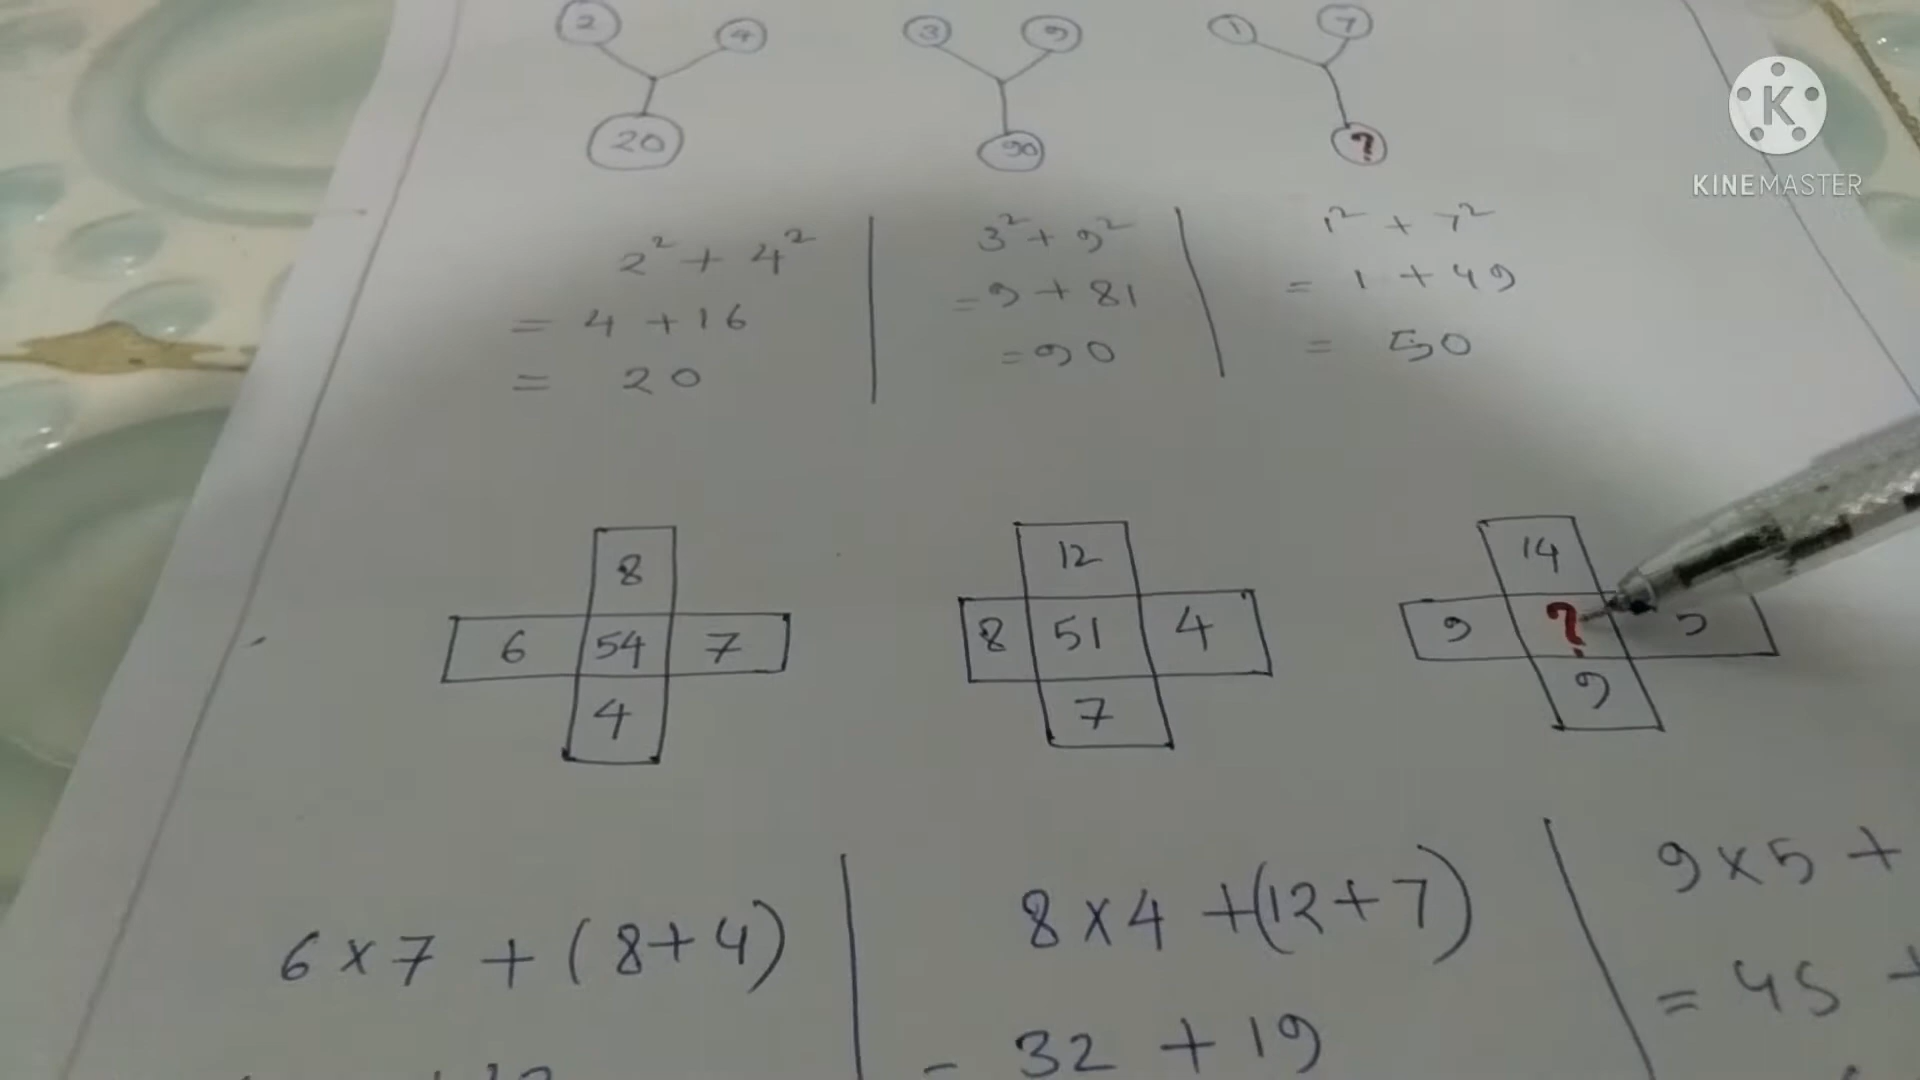 2 4 3 9 1 7
20 90 ?
KINEMASTER
2² + 4²
= 4 + 16
= 20
3² + 9²
= 9 + 81
= 90
1² + 7²
= 1 + 49
= 50
8
6 54 7
4
12
8 51 4
7
14
9 ?
9
6 x 7 + (8+4)
8 x 4 + (12+7)
= 32 + 19
9 x 5 +
= 45 +